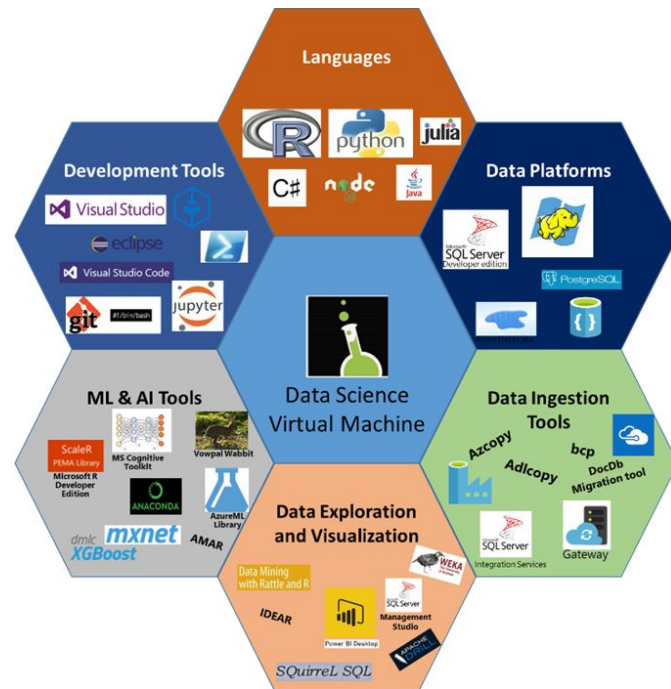 Languages
R
python
julia
C#
node
Java
Development Tools
Visual Studio
eclipse
Visual Studio Code
git
#!/bin/bash
jupyter
Data Platforms
Microsoft
SQL Server
Developer edition
PostgreSQL
Azure Data Lake
Data Science
Virtual Machine
ML & AI Tools
ScaleR
PEMA Library
Microsoft R
Developer
Edition
MS Cognitive
Toolkit
Vowpal Wabbit
ANACONDA
AzureML
Library
dmlc
XGBoost
mxnet
AMAR
Data Ingestion
Tools
Azcopy
bcp
Adlcopy
DocDb
Migration tool
SQL Server
Integration Services
Gateway
Data Exploration
and Visualization
WEKA
Data Mining
with Rattle and R
IDEAR
Power BI Desktop
SQL Server
Management
Studio
APACHE
DRILL
SQuirreL SQL